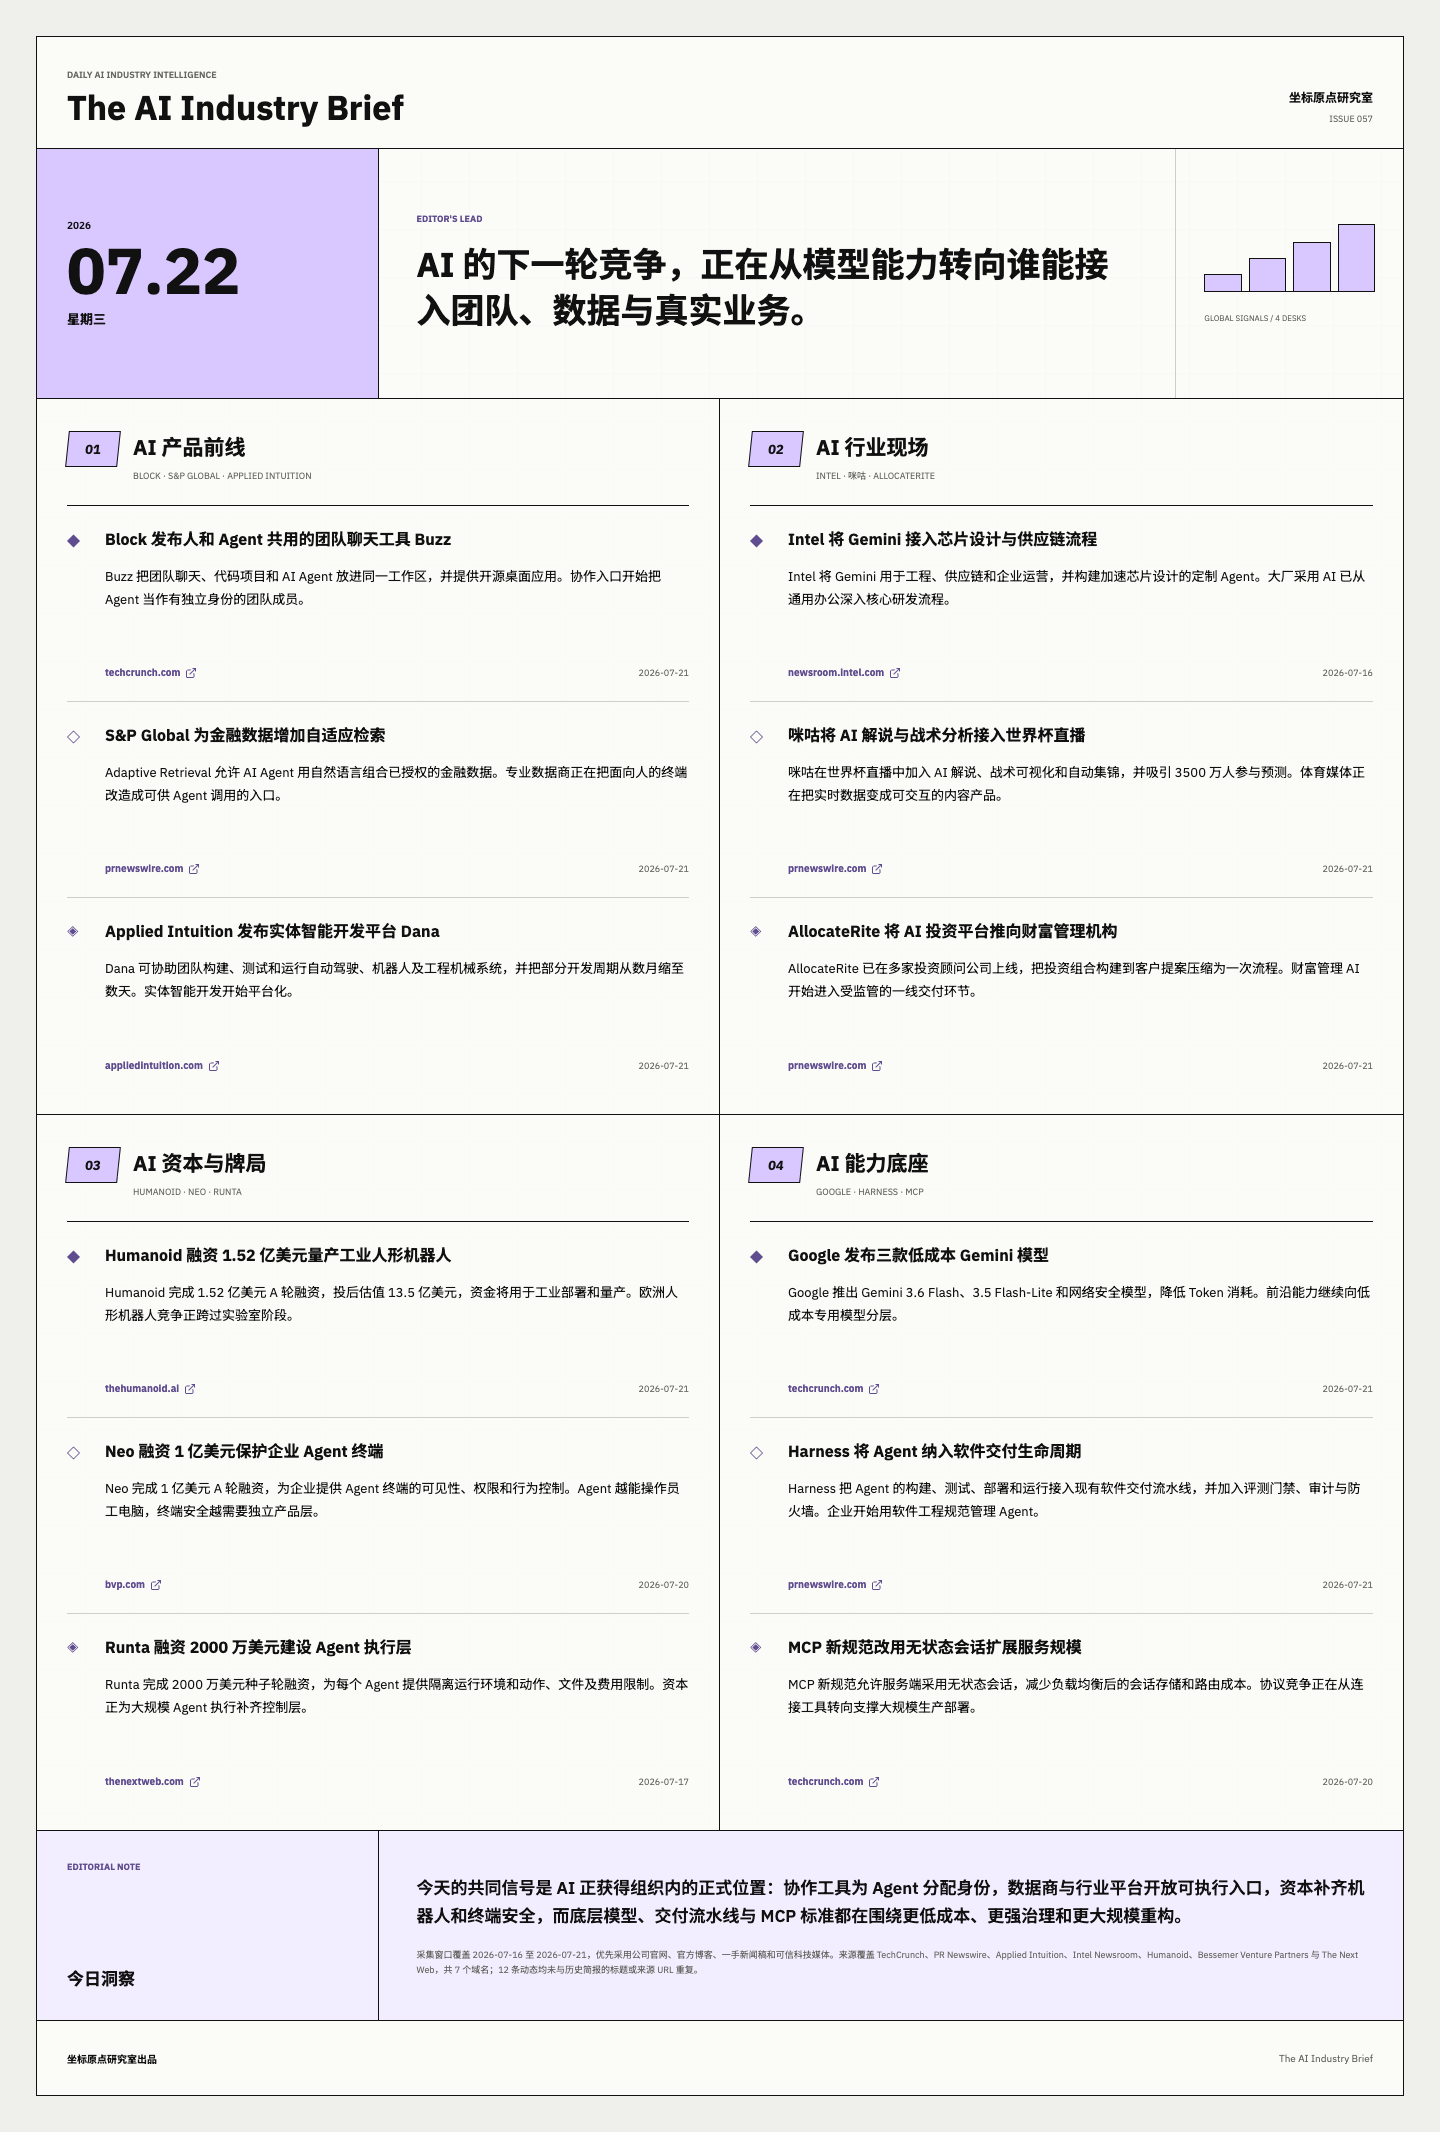 DAILY AI INDUSTRY INTELLIGENCE
The AI Industry Brief
坐标原点研究室
ISSUE 057
2026
07.22
星期三
EDITOR'S LEAD
AI 的下一轮竞争，正在从模型能力转向谁能接
入团队、数据与真实业务。
GLOBAL SIGNALS / 4 DESKS
01
AI 产品前线
BLOCK · S&P GLOBAL · APPLIED INTUITION
Block 发布人和 Agent 共用的团队聊天工具 Buzz
Buzz 把团队聊天、代码项目和 AI Agent 放进同一工作区，并提供开源桌面应用。协作入口开始把
Agent 当作有独立身份的团队成员。
techcrunch.com
2026-07-21
S&P Global 为金融数据增加自适应检索
Adaptive Retrieval 允许 AI Agent 用自然语言组合已授权的金融数据。专业数据商正在把面向人的终端
改造成可供 Agent 调用的入口。
prnewswire.com
2026-07-21
Applied Intuition 发布实体智能开发平台 Dana
Dana 可协助团队构建、测试和运行自动驾驶、机器人及工程机械系统，并把部分开发周期从数月缩至
数天。实体智能开发开始平台化。
appliedintuition.com
2026-07-21
02
AI 行业现场
INTEL · 咪咕 · ALLOCATERITE
Intel 将 Gemini 接入芯片设计与供应链流程
Intel 将 Gemini 用于工程、供应链和企业运营，并构建加速芯片设计的定制 Agent。大厂采用 AI 已从
通用办公深入核心研发流程。
newsroom.intel.com
2026-07-16
咪咕将 AI 解说与战术分析接入世界杯直播
咪咕在世界杯直播中加入 AI 解说、战术可视化和自动集锦，并吸引 3500 万人参与预测。体育媒体正
在把实时数据变成可交互的内容产品。
prnewswire.com
2026-07-21
AllocateRite 将 AI 投资平台推向财富管理机构
AllocateRite 已在多家投资顾问公司上线，把投资组合构建到客户提案压缩为一次流程。财富管理 AI
开始进入受监管的一线交付环节。
prnewswire.com
2026-07-21
03
AI 资本与牌局
HUMANOID · NEO · RUNTA
Humanoid 融资 1.52 亿美元量产工业人形机器人
Humanoid 完成 1.52 亿美元 A 轮融资，投后估值 13.5 亿美元，资金将用于工业部署和量产。欧洲人
形机器人竞争正跨过实验室阶段。
thehumanoid.ai
2026-07-21
Neo 融资 1 亿美元保护企业 Agent 终端
Neo 完成 1 亿美元 A 轮融资，为企业提供 Agent 终端的可见性、权限和行为控制。Agent 越能操作员
工电脑，终端安全越需要独立产品层。
bvp.com
2026-07-20
Runta 融资 2000 万美元建设 Agent 执行层
Runta 完成 2000 万美元种子轮融资，为每个 Agent 提供隔离运行环境和动作、文件及费用限制。资本
正为大规模 Agent 执行补齐控制层。
thenextweb.com
2026-07-17
04
AI 能力底座
GOOGLE · HARNESS · MCP
Google 发布三款低成本 Gemini 模型
Google 推出 Gemini 3.6 Flash、3.5 Flash-Lite 和网络安全模型，降低 Token 消耗。前沿能力继续向低
成本专用模型分层。
techcrunch.com
2026-07-21
Harness 将 Agent 纳入软件交付生命周期
Harness 把 Agent 的构建、测试、部署和运行接入现有软件交付流水线，并加入评测门禁、审计与防
火墙。企业开始用软件工程规范管理 Agent。
prnewswire.com
2026-07-21
MCP 新规范改用无状态会话扩展服务规模
MCP 新规范允许服务端采用无状态会话，减少负载均衡后的会话存储和路由成本。协议竞争正在从连
接工具转向支撑大规模生产部署。
techcrunch.com
2026-07-20
EDITORIAL NOTE
今日洞察
今天的共同信号是 AI 正获得组织内的正式位置：协作工具为 Agent 分配身份，数据商与行业平台开放可执行入口，资本补齐机
器人和终端安全，而底层模型、交付流水线与 MCP 标准都在围绕更低成本、更强治理和更大规模重构。
采集窗口覆盖 2026-07-16 至 2026-07-21，优先采用公司官网、官方博客、一手新闻稿和可信科技媒体。来源覆盖 TechCrunch、PR Newswire、Applied Intuition、Intel Newsroom、Humanoid、Bessemer Venture Partners 与 The Next
Web，共 7 个域名；12 条动态均未与历史简报的标题或来源 URL 重复。
坐标原点研究室出品
The AI Industry Brief